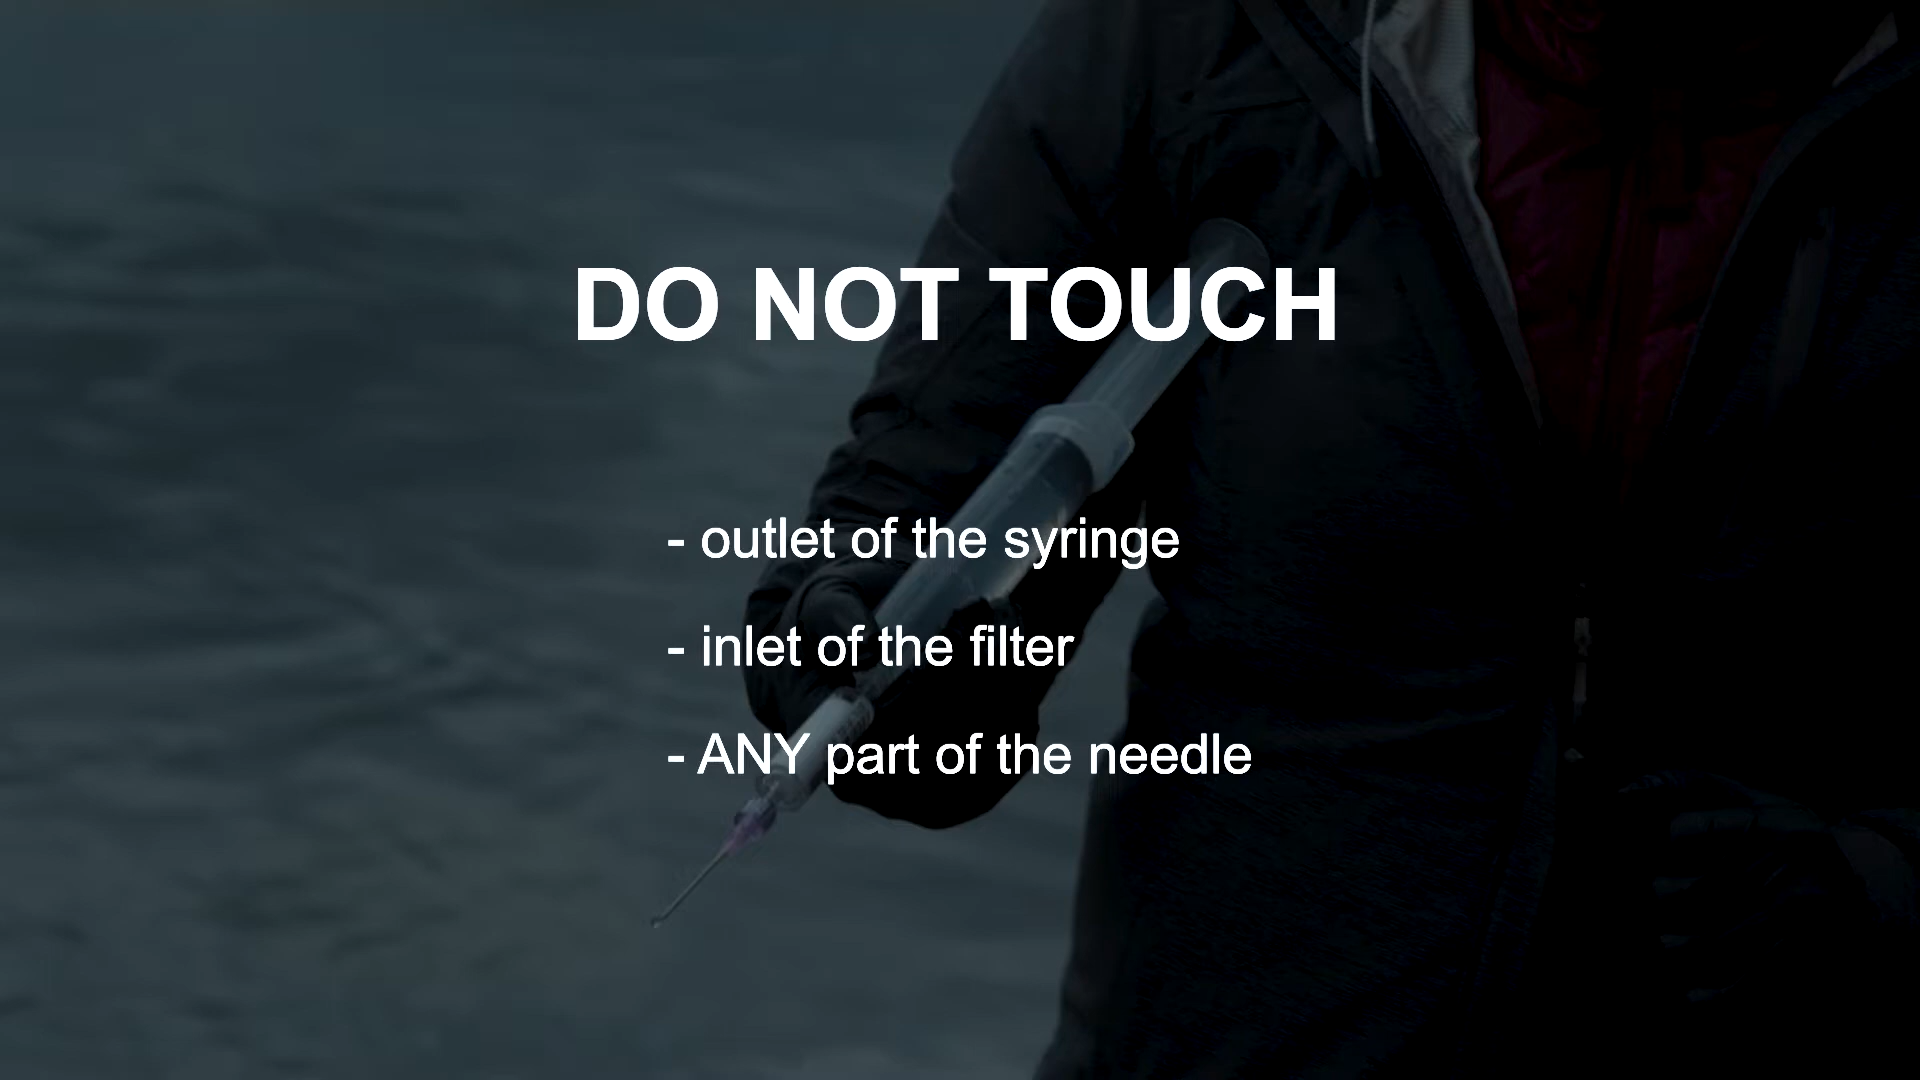 DO NOT TOUCH
- outlet of the syringe
- inlet of the filter
- ANY part of the needle